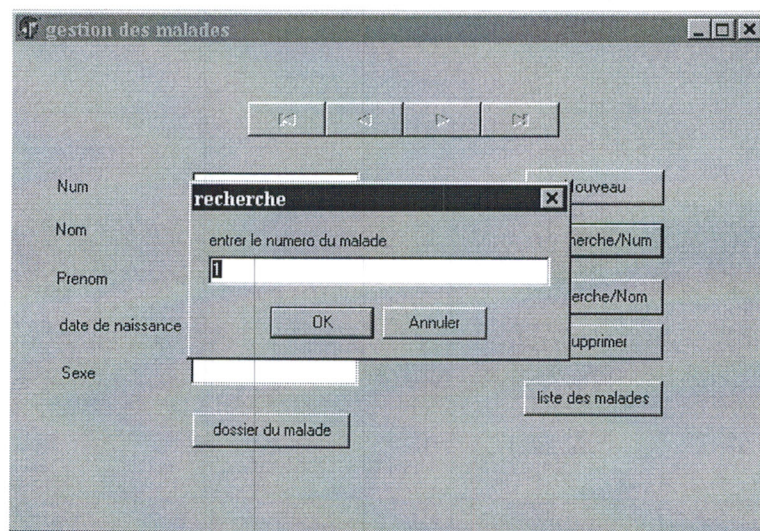 gestion des malades
Num
Nom
Prenom
date de naissance
Sexe
dossier du malade
recherche
entrer le numero du malade
1
OK
Annuler
ouveau
herche/Num
erche/Nom
upprimer
liste des malades